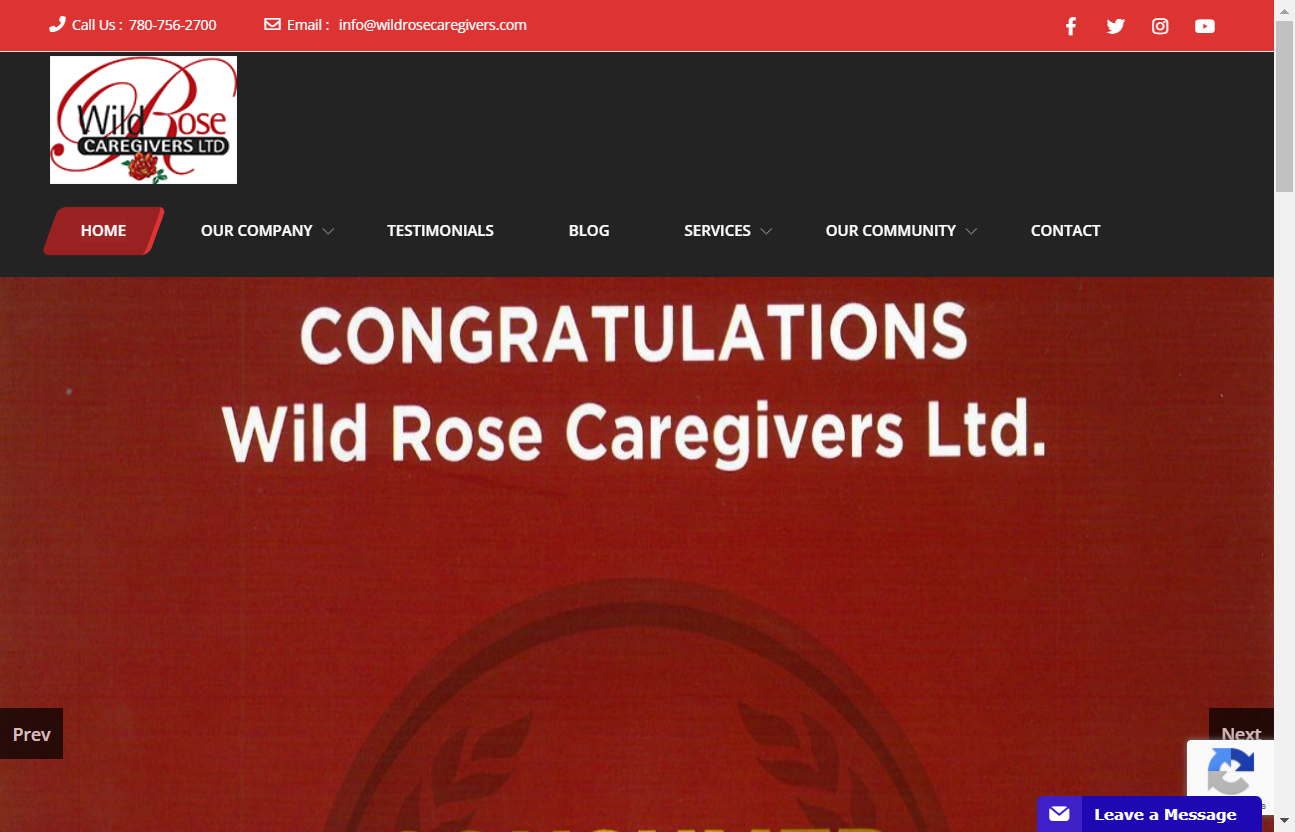 Call Us : 780-756-2700 Email : info@wildrosecaregivers.com
Wild Rose
CAREGIVERS LTD
HOME OUR COMPANY TESTIMONIALS BLOG SERVICES OUR COMMUNITY CONTACT
CONGRATULATIONS
Wild Rose Caregivers Ltd.
Prev
Next
Leave a Message